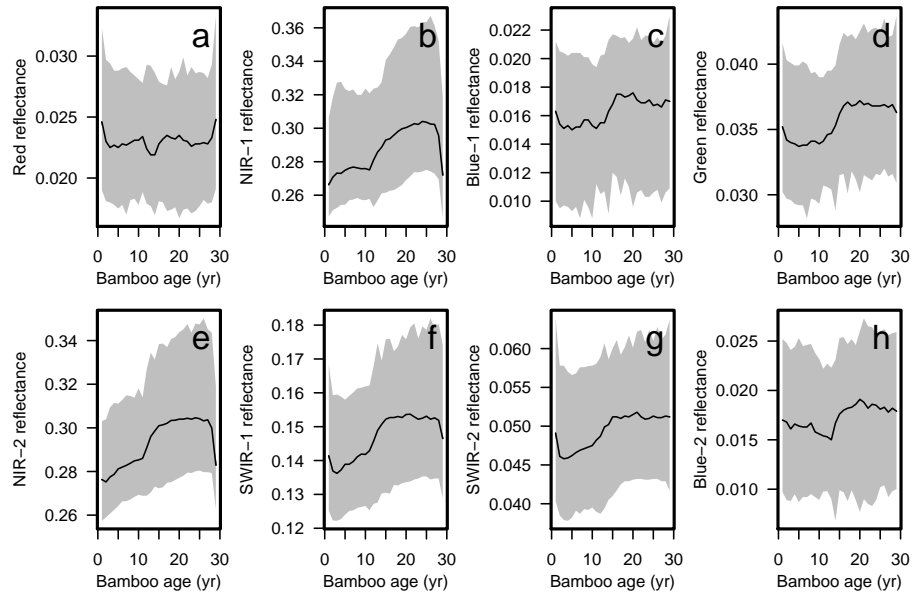 a
Red reflectance
0.030
0.025
0.020
0 10 20 30
Bamboo age (yr)
b
NIR−1 reflectance
0.36
0.34
0.32
0.30
0.28
0.26
0 10 20 30
Bamboo age (yr)
c
Blue−1 reflectance
0.022
0.020
0.018
0.016
0.014
0.012
0.010
0 10 20 30
Bamboo age (yr)
d
Green reflectance
0.040
0.035
0.030
0 10 20 30
Bamboo age (yr)
e
NIR−2 reflectance
0.34
0.32
0.30
0.28
0.26
0 10 20 30
Bamboo age (yr)
f
SWIR−1 reflectance
0.18
0.17
0.16
0.15
0.14
0.13
0.12
0 10 20 30
Bamboo age (yr)
g
SWIR−2 reflectance
0.060
0.055
0.050
0.045
0.040
0 10 20 30
Bamboo age (yr)
h
Blue−2 reflectance
0.025
0.020
0.015
0.010
0 10 20 30
Bamboo age (yr)